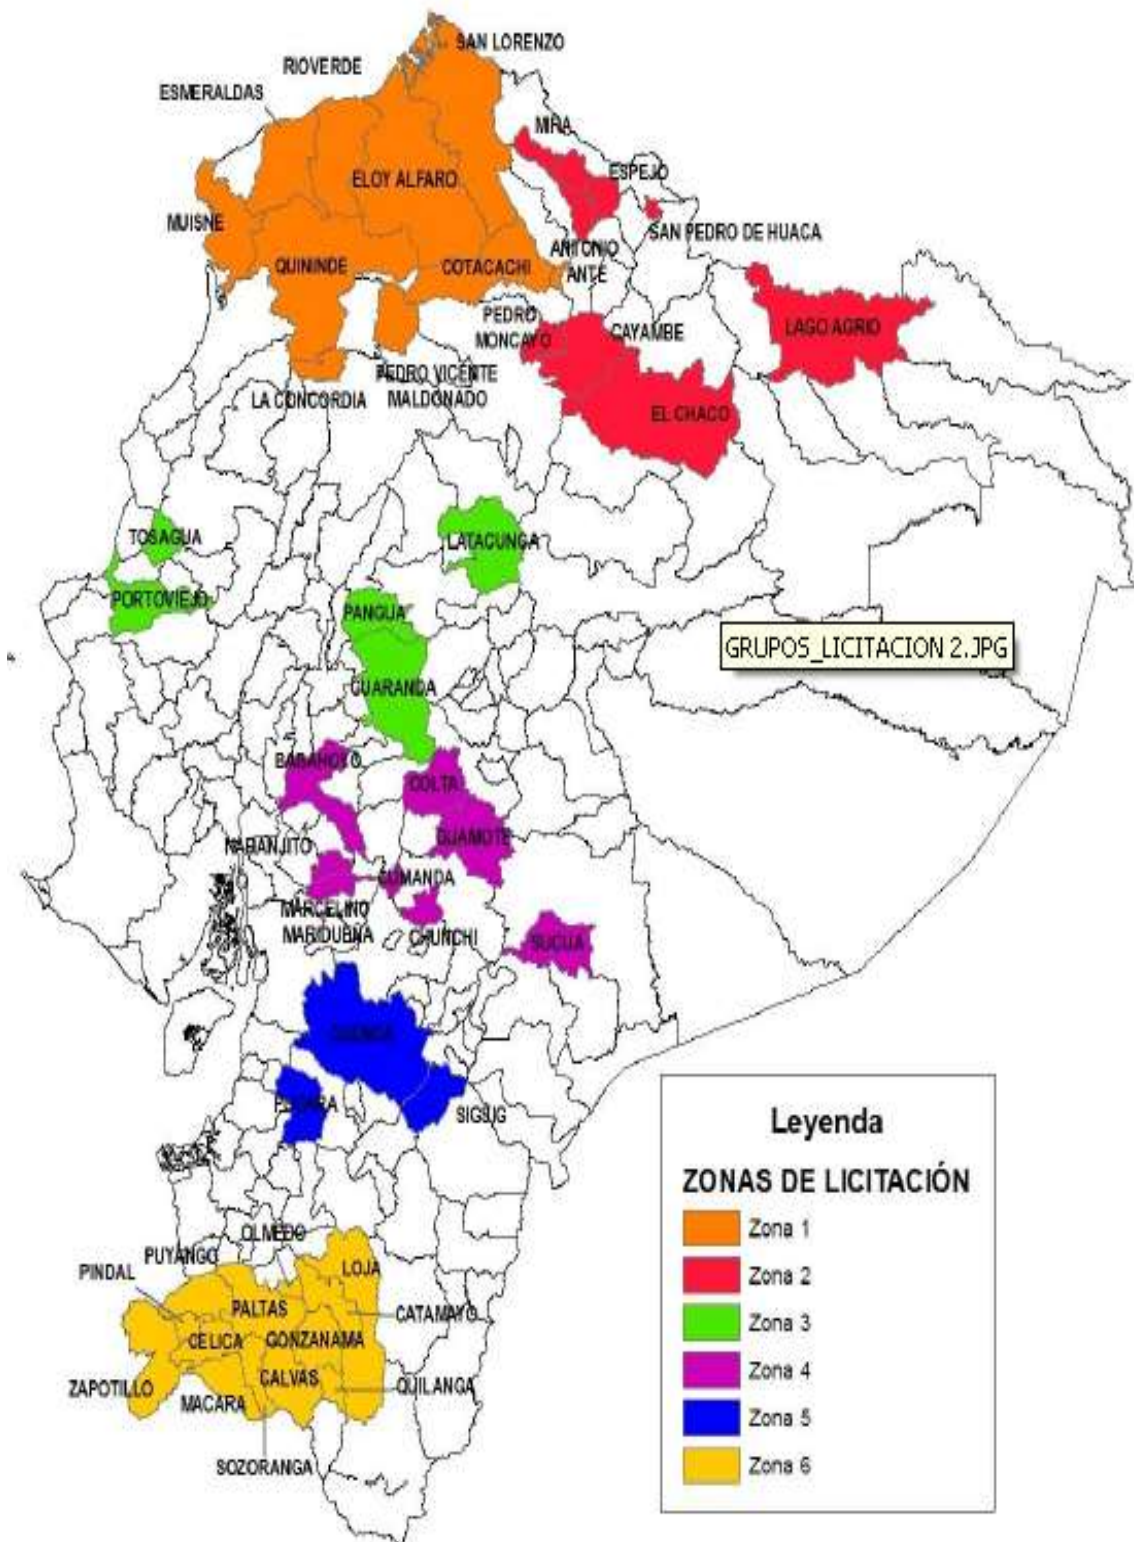 SAN LORENZO
RIOVERDE
ESMERALDAS
MIRA
ELOY ALFARO
ESPEJO
MUISNE
SAN PEDRO DE HUACA
ANTONIO
ANTE
QUININDE
COTACACHI
PEDRO
MONCAYO
CAYAMBE
LAGO AGRIO
PEDRO VICENTE
MALDONADO
LA CONCORDIA
EL CHACO
TOSAGUA
LATACUNGA
PORTOVIEJO
PANGUA
GRUPOS_LICITACION 2.JPG
GUARANDA
BABAHOYO
COLTA
GUAMOTE
NARANJITO
CUMANDA
MARCELINO
MARIDUEÑA
CHUNCHI
SUCUA
CUENCA
PUCARA
SIGSIG
OLMEDO
PUYANGO
LOJA
PINDAL
PALTAS
CATAMAYO
CELICA
GONZANAMA
CALVAS
QUILANGA
ZAPOTILLO
MACARA
SOZORANGA
Leyenda
ZONAS DE LICITACIÓN
Zona 1
Zona 2
Zona 3
Zona 4
Zona 5
Zona 6